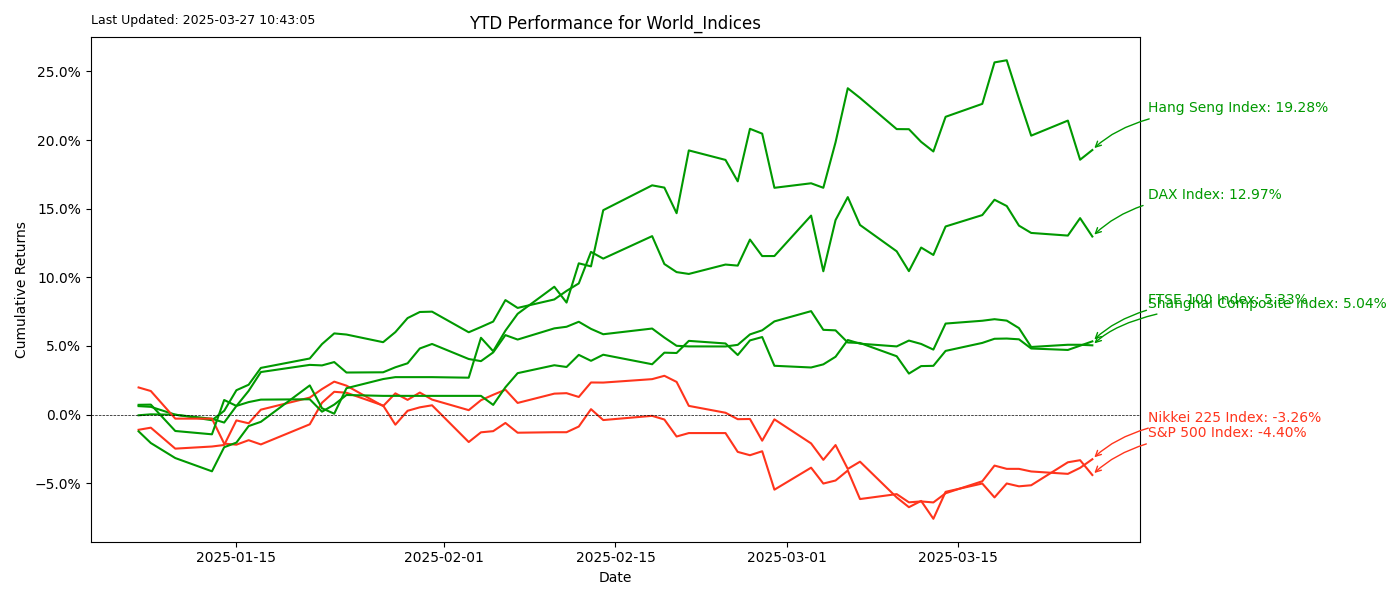 Last Updated: 2025-03-27 10:43:05
YTD Performance for World_Indices
25.0%
20.0%
15.0%
10.0%
5.0%
0.0%
−5.0%
Cumulative Returns
Hang Seng Index: 19.28%
DAX Index: 12.97%
FTSE 100 Index: 5.33%
Shanghai Composite Index: 5.04%
Nikkei 225 Index: -3.26%
S&P 500 Index: -4.40%
2025-01-15
2025-02-01
2025-02-15
2025-03-01
2025-03-15
Date